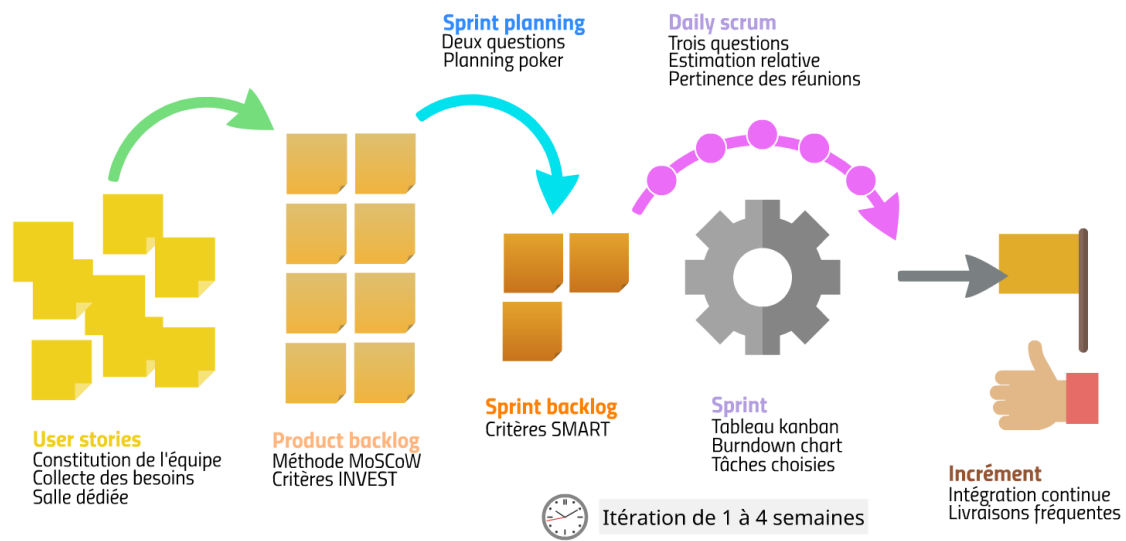 Sprint planning
Deux questions
Planning poker
Daily scrum
Trois questions
Estimation relative
Pertinence des réunions
User stories
Constitution de l'équipe
Collecte des besoins
Salle dédiée
Product backlog
Méthode MoSCoW
Critères INVEST
Sprint backlog
Critères SMART
Sprint
Tableau kanban
Burndown chart
Tâches choisies
Incrément
Intégration continue
Livraisons fréquentes
Itération de 1 à 4 semaines